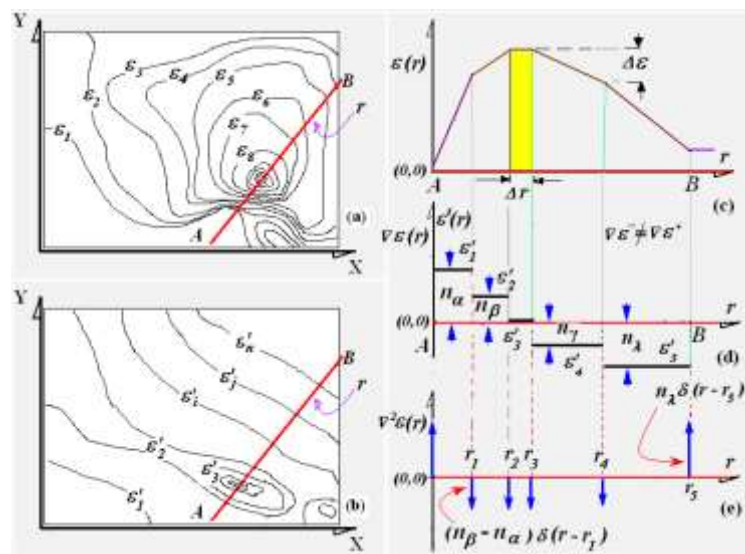 Y
ε₁
ε₂
ε₃
ε₄
ε₅
ε₆
ε₇
ε₈
B
r
A
(a)
X
Y
ε'₁
ε'₂
ε'₃
ε'ᵢ
ε'ⱼ
ε'ₙ
B
r
A
(b)
X
ε(r)
Δε
(0,0)
A
Δr
B
r
(c)
∇ε(r)
ε'(r)
∇ε⁻≠∇ε⁺
ε'₁
ε'₂
nα
nβ
r
(0,0)
B
A
ε'₃
nγ
ε'₄
nλ
ε'₅
(d)
∇²ε(r)
nλδ(r-r₅)
r₁
r₂
r₃
r₄
r
(0,0)
r₅
(nβ-nα)δ(r-r₁)
(e)